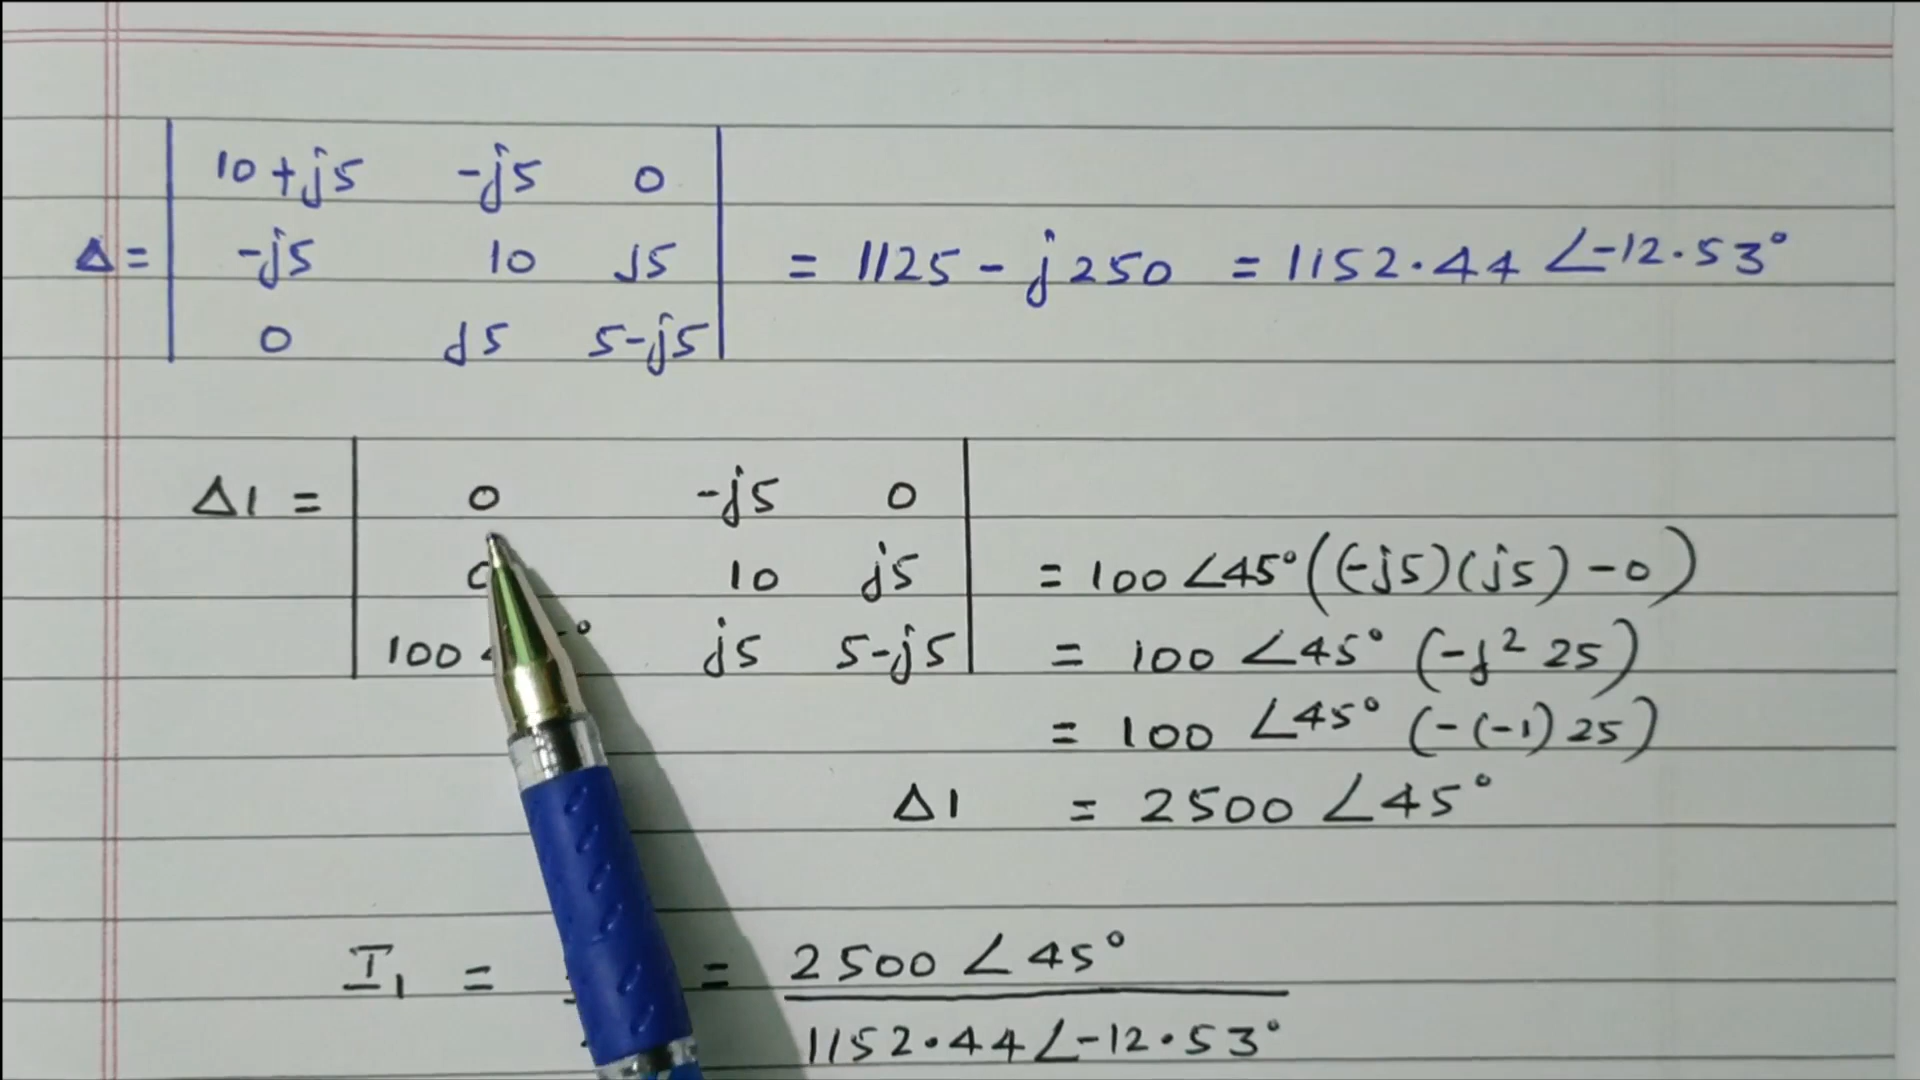 10+j5 -j5 0
Δ = -j5 10 j5 = 1125 - j250 = 1152.44 ∠-12.53°
0 j5 5-j5
Δ1 = 0 -j5 0
10 j5 = 100 ∠45° ((-j5)(j5) - 0)
100 j5 5-j5 = 100 ∠45° (-j² 25)
= 100 ∠45° (-(-1) 25)
Δ1 = 2500 ∠45°
I₁ = = 2500 ∠45°
1152.44 ∠-12.53°